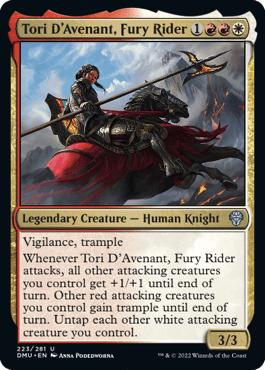 Tori D'Avenant, Fury Rider 1
Legendary Creature — Human Knight
Vigilance, trample
Whenever Tori D'Avenant, Fury Rider
attacks, all other attacking creatures
you control get +1/+1 until end of
turn. Other red attacking creatures
you control gain trample until end of
turn. Untap each other white attacking
creature you control.
3/3
223/281 U
DMU • EN Anna Podedworna
™ & © 2022 Wizards of the Coast